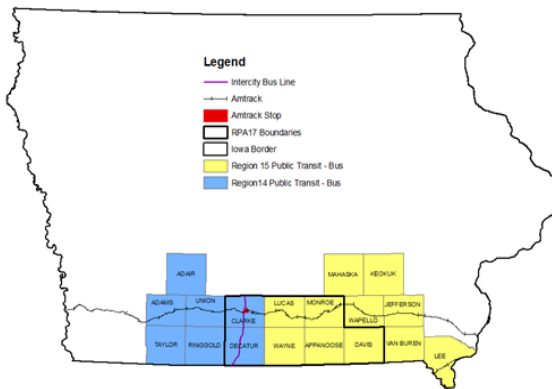 Legend
Intercity Bus Line
Amtrack
Amtrack Stop
RPA17 Boundaries
Iowa Border
Region 15 Public Transit - Bus
Region14 Public Transit - Bus
ADAIR
MAHASKA
KEOKUK
ADAMS
UNION
CLARKE
LUCAS
MONROE
WAPELLO
JEFFERSON
TAYLOR
RINGGOLD
DECATUR
WAYNE
APPANOOSE
DAVIS
VAN BUREN
LEE